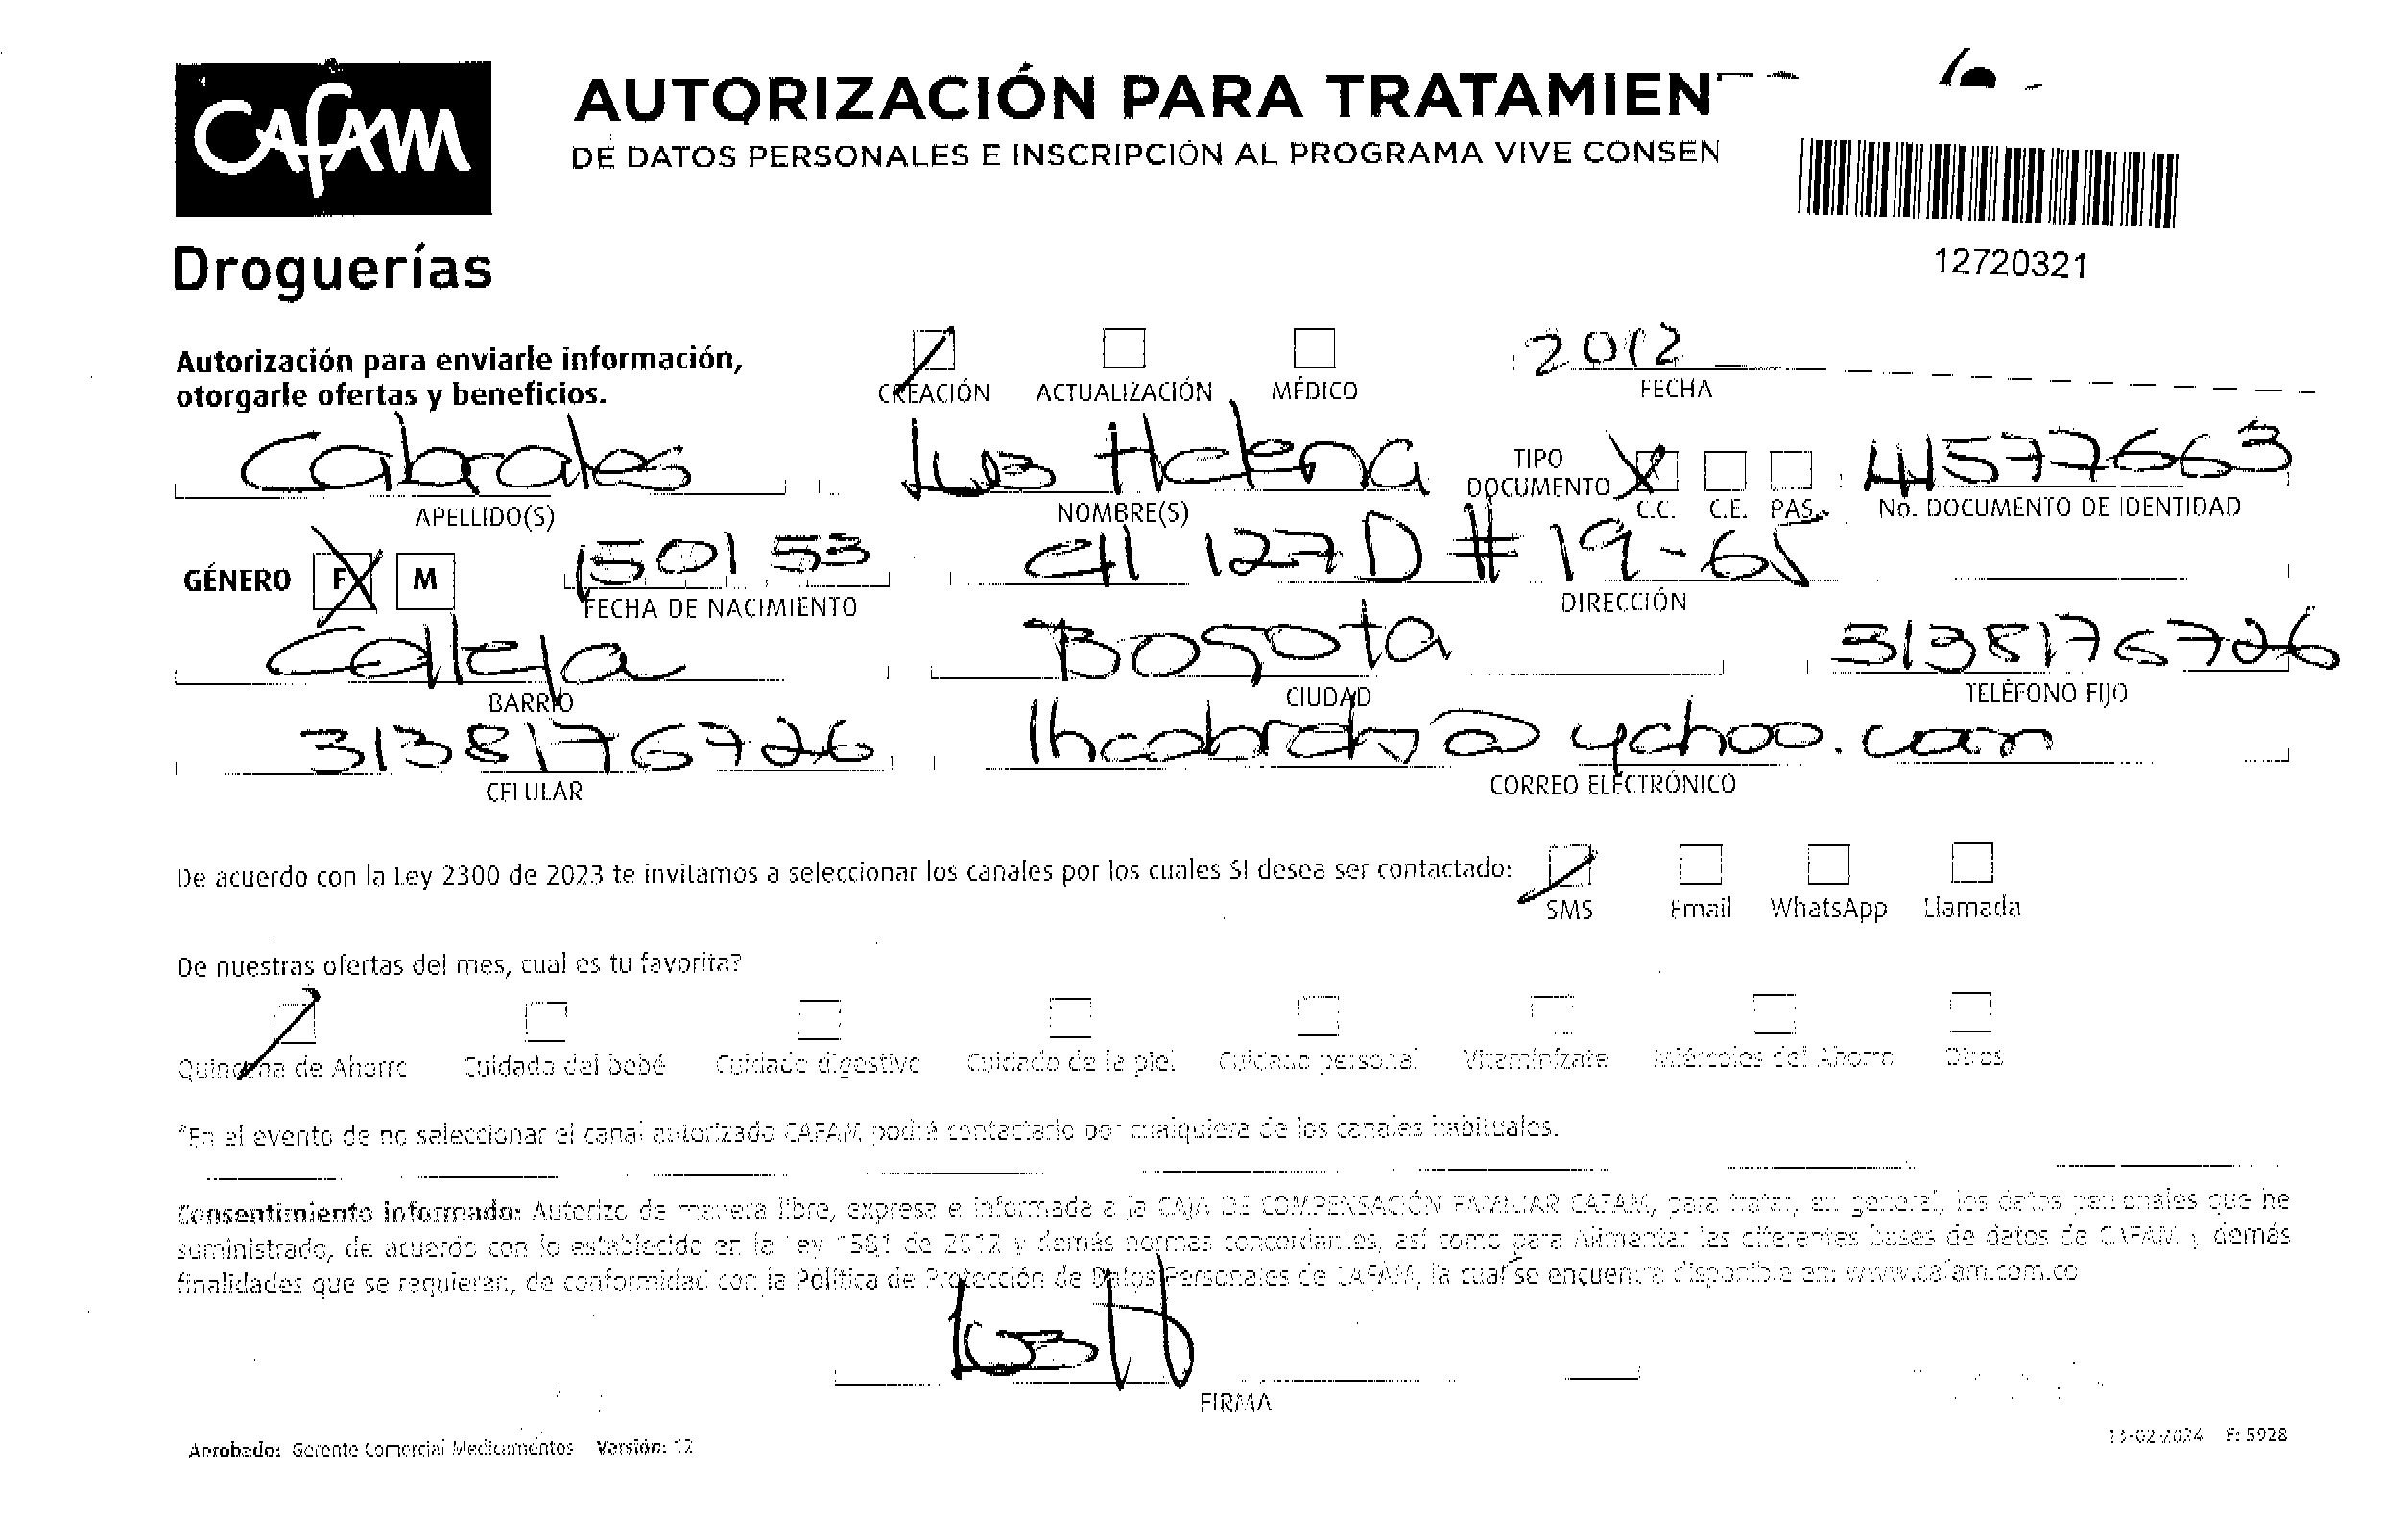 CAFAM
Droguerías
AUTORIZACIÓN PARA TRATAMIEN
DE DATOS PERSONALES E INSCRIPCIÓN AL PROGRAMA VIVE CONSEN
12720321
Autorización para enviarle información,
otorgarle ofertas y beneficios.
CREACIÓN ACTUALIZACIÓN MÉDICO
2012
FECHA
Cabrales Luz Helena TIPO DOCUMENTO 41577663
APELLIDO(S) NOMBRE(S) C.C. C.E. PAS. No. DOCUMENTO DE IDENTIDAD
GÉNERO F M 150153 Cll 127 D # 19-65
FECHA DE NACIMIENTO DIRECCIÓN
Calleja Bogota 3138176726
BARRIO CIUDAD TELÉFONO FIJO
3138176726 @yahoo.com
CELULAR CORREO ELECTRÓNICO
De acuerdo con la Ley 2300 de 2023 te invitamos a seleccionar los canales por los cuales SI desea ser contactado:
SMS Email WhatsApp Llamada
De nuestras ofertas del mes, cual es tu favorita?
Quincena de Ahorro Cuidado del bebé Cuidado digestivo Cuidado de la piel Cuidado personal Vitamínízate Miércoles del Ahorro Otros
*En el evento de no seleccionar el canal autorizado CAFAM podrá contactarlo por cualquiera de los canales habituales.
Consentimiento informado: Autorizo de manera libre, expresa e informada a la CAJA DE COMPENSACIÓN FAMILIAR CAFAM, para tratar, en general, los datos personales que he
suministrado, de acuerdo con lo establecido en la Ley 1581 de 2012 y demás normas concordantes, así como para Alimentar las diferentes bases de datos de CAFAM y demás
finalidades que se requieran, de conformidad con la Política de Protección de Datos Personales de CAFAM, la cual se encuentra disponible en: www.cafam.com.co
Luz H
FIRMA
Aprobado: Gerente Comercial Medicamentos Versión: 12
F: 5928